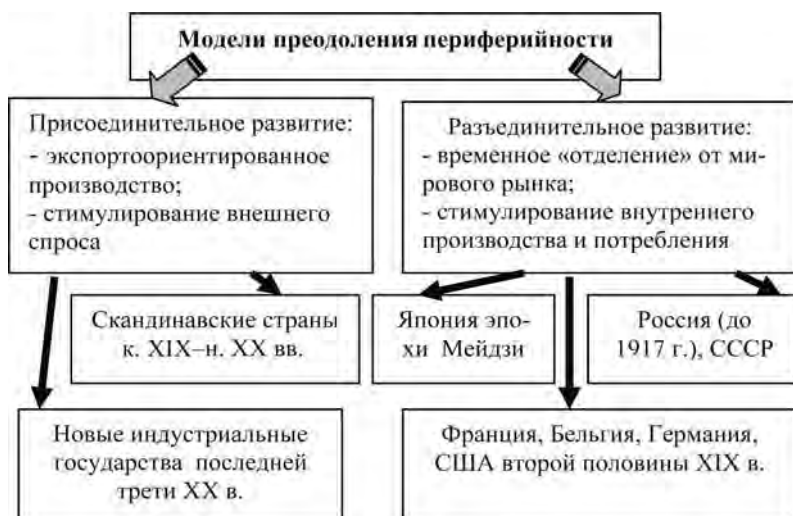 Модели преодоления периферийности
Присоединительное развитие:
- экспортоориентированное
производство;
- стимулирование внешнего
спроса
Разъединительное развитие:
- временное «отделение» от ми-
рового рынка;
- стимулирование внутреннего
производства и потребления
Скандинавские страны
к. XIX–н. XX вв.
Япония эпо-
хи Мейдзи
Россия (до
1917 г.), СССР
Новые индустриальные
государства последней
трети XX в.
Франция, Бельгия, Германия,
США второй половины XIX в.